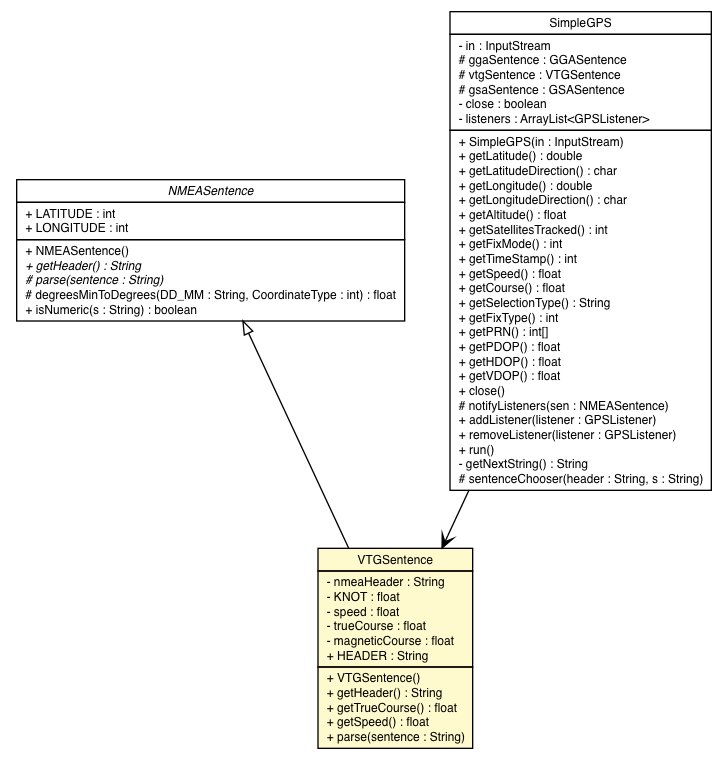 SimpleGPS
- in : InputStream
# ggaSentence : GGASentence
# vtgSentence : VTGSentence
# gsaSentence : GSASentence
- close : boolean
- listeners : ArrayList<GPSListener>
+ SimpleGPS(in : InputStream)
+ getLatitude() : double
+ getLatitudeDirection() : char
+ getLongitude() : double
+ getLongitudeDirection() : char
+ getAltitude() : float
+ getSatellitesTracked() : int
+ getFixMode() : int
+ getTimeStamp() : int
+ getSpeed() : float
+ getCourse() : float
+ getSelectionType() : String
+ getFixType() : int
+ getPRN() : int[]
+ getPDOP() : float
+ getHDOP() : float
+ getVDOP() : float
+ close()
# notifyListeners(sen : NMEASentence)
+ addListener(listener : GPSListener)
+ removeListener(listener : GPSListener)
+ run()
- getNextString() : String
# sentenceChooser(header : String, s : String)
NMEASentence
+ LATITUDE : int
+ LONGITUDE : int
+ NMEASentence()
+ getHeader() : String
# parse(sentence : String)
# degreesMinToDegrees(DD_MM : String, CoordinateType : int) : float
+ isNumeric(s : String) : boolean
VTGSentence
- nmeaHeader : String
- KNOT : float
- speed : float
- trueCourse : float
- magneticCourse : float
+ HEADER : String
+ VTGSentence()
+ getHeader() : String
+ getTrueCourse() : float
+ getSpeed() : float
+ parse(sentence : String)